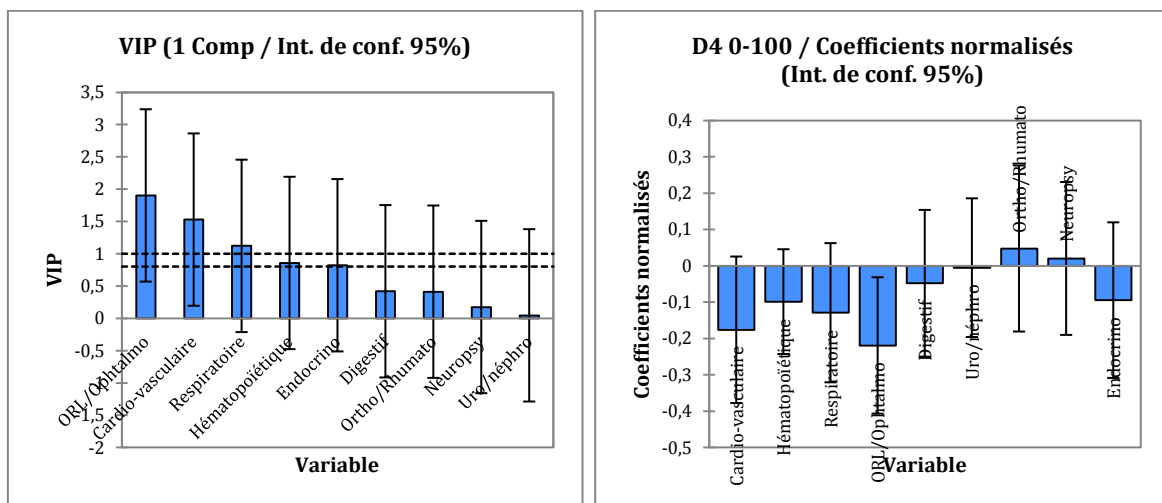 VIP (1 Comp / Int. de conf. 95%)
3,5
3
2,5
2
1,5
1
0,5
0
-0,5
-1
-1,5
-2
VIP
ORL/Ophtalmo
Cardio-vasculaire
Respiratoire
Hématopoïétique
Endocrino
Digestif
Ortho/Rhumato
Neuropsy
Uro/néphro
Variable
D4 0-100 / Coefficients normalisés
(Int. de conf. 95%)
0,4
0,3
0,2
0,1
0
-0,1
-0,2
-0,3
-0,4
-0,5
Coefficients normalisés
Cardio-vasculaire
Hématopoïétique
Respiratoire
ORL/Ophtalmo
Digestif
Uro/néphro
Ortho/Rhumato
Neuropsy
Endocrino
Variable